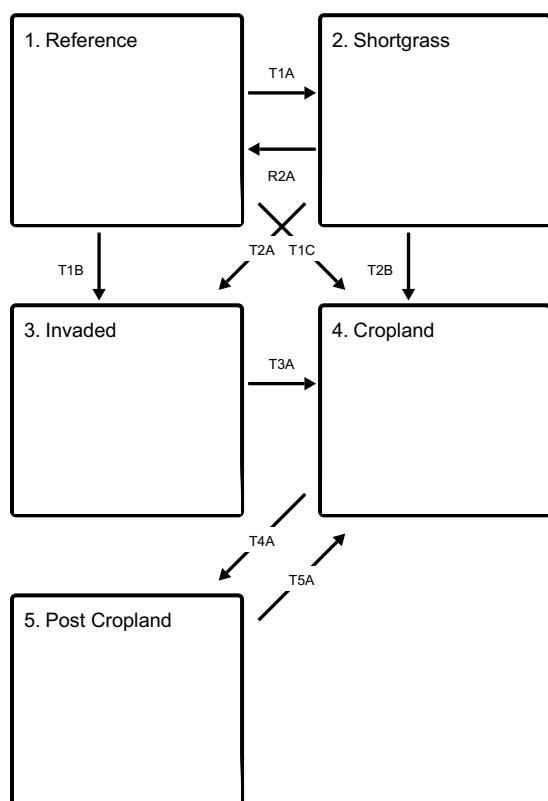 1. Reference
2. Shortgrass
T1A
R2A
T1B
T2A
T1C
T2B
3. Invaded
4. Cropland
T3A
T4A
T5A
5. Post Cropland